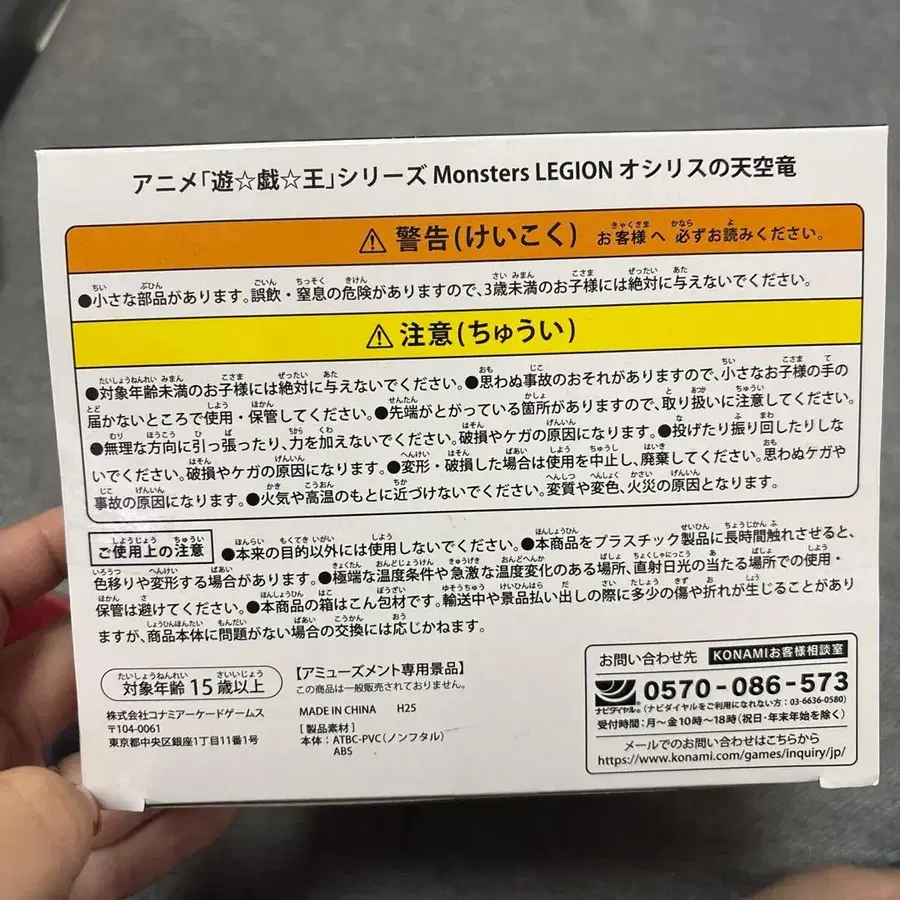 アニメ「遊☆戯☆王」シリーズ Monsters LEGION オシリスの天空竜
⚠ 警告(けいこく) お客様へ 必ずお読みください。
●小さな部品があります。誤飲・窒息の危険がありますので、3歳未満のお子様には絶対に与えないでください。
⚠ 注意(ちゅうい)
●対象年齢未満のお子様には絶対に与えないでください。●思わぬ事故のおそれがありますので、小さなお子様の手の
届かないところで使用・保管してください。●先端がとがっている箇所がありますので、取り扱いに注意してください。
●無理な方向に引っ張ったり、力を加えないでください。破損やケガの原因になります。●投げたり振り回したりしな
いでください。破損やケガの原因になります。●変形・破損した場合は使用を中止し、廃棄してください。思わぬケガや
事故の原因になります。●火気や高温のもとに近づけないでください。変質や変色、火災の原因となります。
ご使用上の注意 ●本来の目的以外には使用しないでください。●本商品をプラスチック製品に長時間触れさせると、
色移りや変形する場合があります。●極端な温度条件や急激な温度変化のある場所、直射日光の当たる場所での使用・
保管は避けてください。●本商品の箱はこん包材です。輸送中や景品払い出しの際に多少の傷や折れが生じることがあり
ますが、商品本体に問題がない場合の交換には応じかねます。
対象年齢 15歳以上
株式会社コナミアーケードゲームス
〒104-0061
東京都中央区銀座1丁目11番1号
【アミューズメント専用景品】
この商品は一般販売されておりません。
MADE IN CHINA H25
[製品素材]
本体：ATBC-PVC(ノンフタル)
ABS
お問い合わせ先 KONAMIお客様相談室
ナビダイヤル® 0570-086-573
(ナビダイヤルをご利用になれない方：03-6636-0580)
受付時間：月〜金10時〜18時(祝日・年末年始を除く)
メールでのお問い合わせはこちらから
https://www.konami.com/games/inquiry/jp/